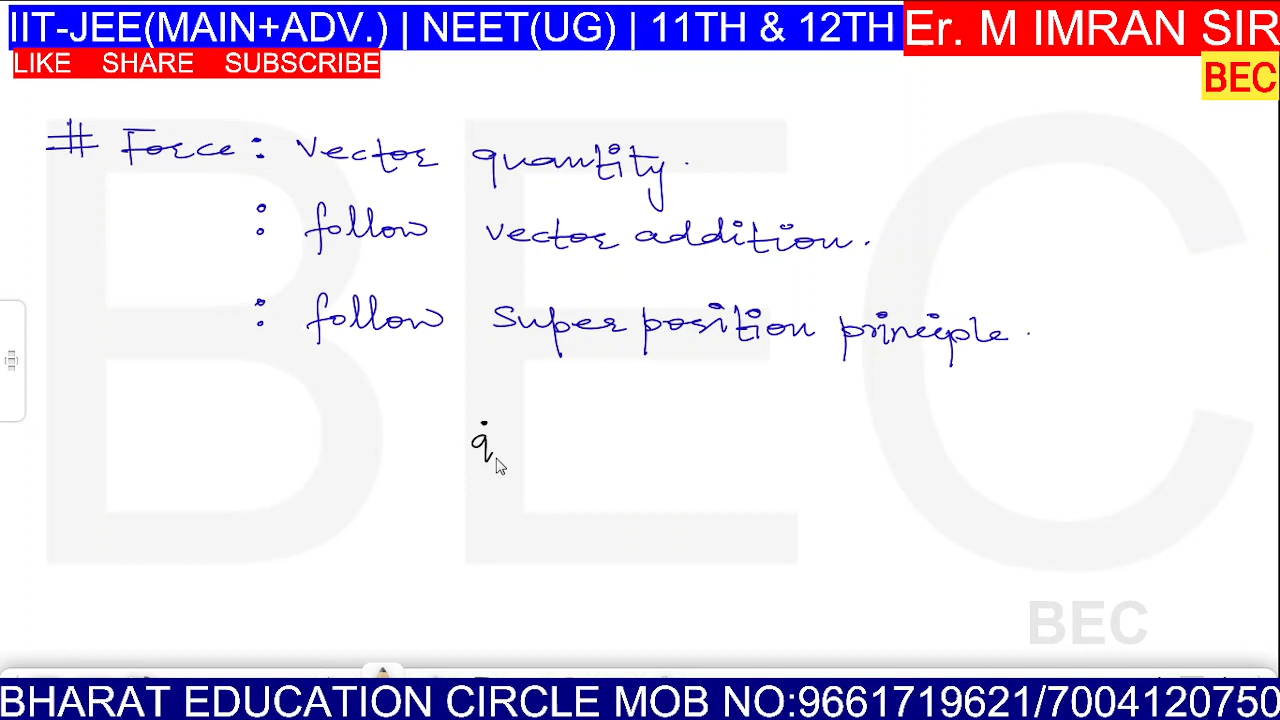 IIT-JEE(MAIN+ADV.) | NEET(UG) | 11TH & 12TH Er. M IMRAN SIR
LIKE SHARE SUBSCRIBE
BEC
# Force : vector quantity.
: follow vector addition.
: follow superposition principle.
q
BEC
BEC
BHARAT EDUCATION CIRCLE MOB NO:9661719621/7004120750